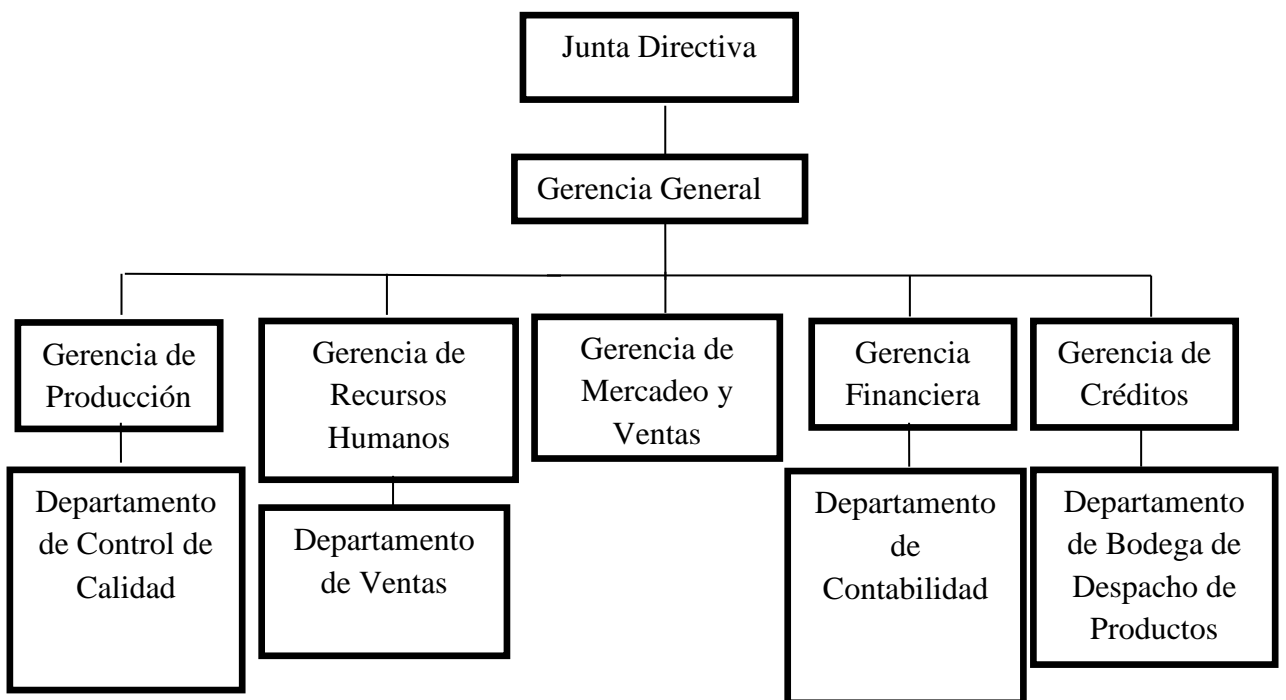 Junta Directiva
Gerencia General
Gerencia de
Producción
Gerencia de
Recursos
Humanos
Gerencia de
Mercadeo y
Ventas
Gerencia
Financiera
Gerencia de
Créditos
Departamento
de Control de
Calidad
Departamento
de Ventas
Departamento
de
Contabilidad
Departamento
de Bodega de
Despacho de
Productos